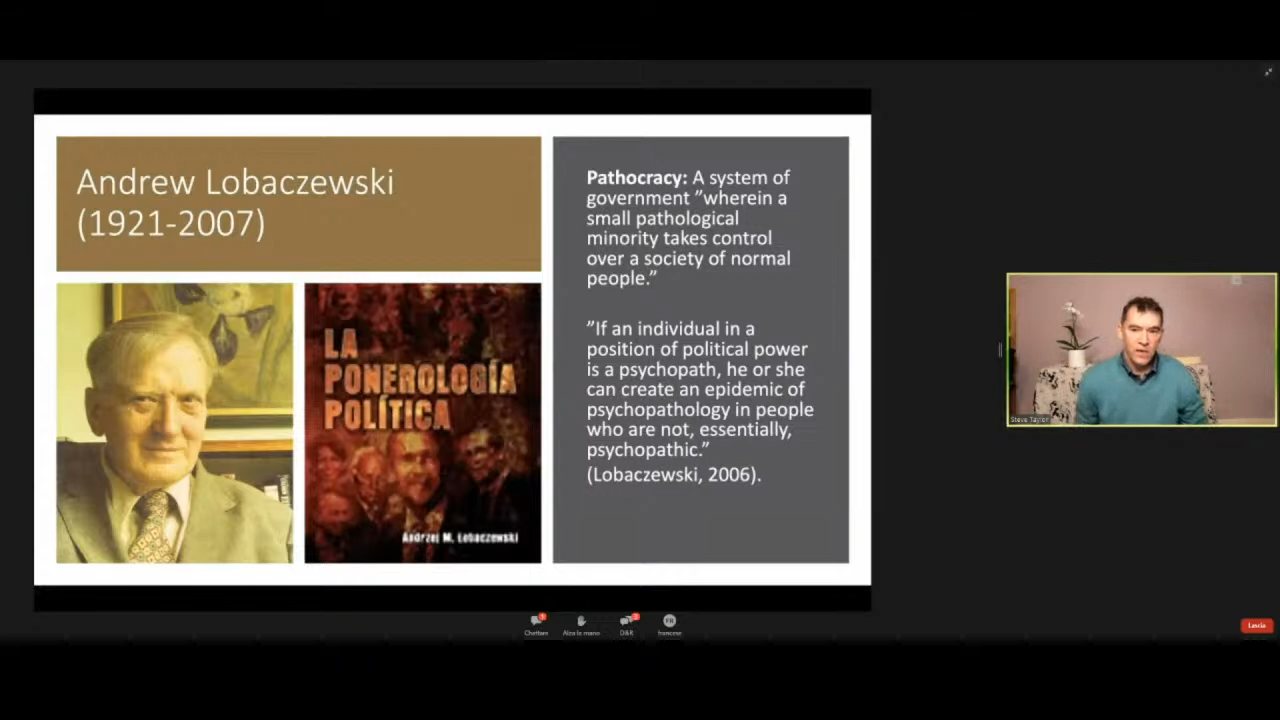 Andrew Lobaczewski
(1921-2007)
LA
PONEROLOGÍA
POLÍTICA
Andrzej M. Lobaczewski
Pathocracy: A system of
government ”wherein a
small pathological
minority takes control
over a society of normal
people.”
”If an individual in a
position of political power
is a psychopath, he or she
can create an epidemic of
psychopathology in people
who are not, essentially,
psychopathic.”
(Lobaczewski, 2006).
Steve Taylor
Chattare
Alza la mano
D&R
FR
francese
Lascia